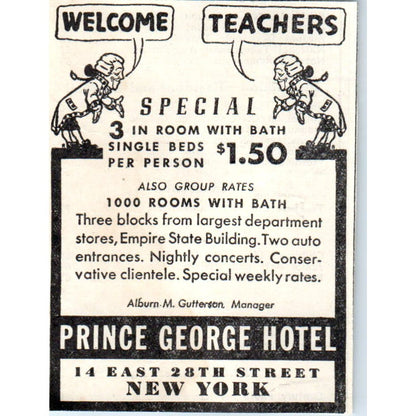 WELCOME
TEACHERS
SPECIAL
3 IN ROOM WITH BATH
SINGLE BEDS
PER PERSON $1.50
ALSO GROUP RATES
1000 ROOMS WITH BATH
Three blocks from largest department
stores, Empire State Building. Two auto
entrances. Nightly concerts. Conser-
vative clientele. Special weekly rates.
Alburn M. Gutterson, Manager
PRINCE GEORGE HOTEL
14 EAST 28TH STREET
NEW YORK